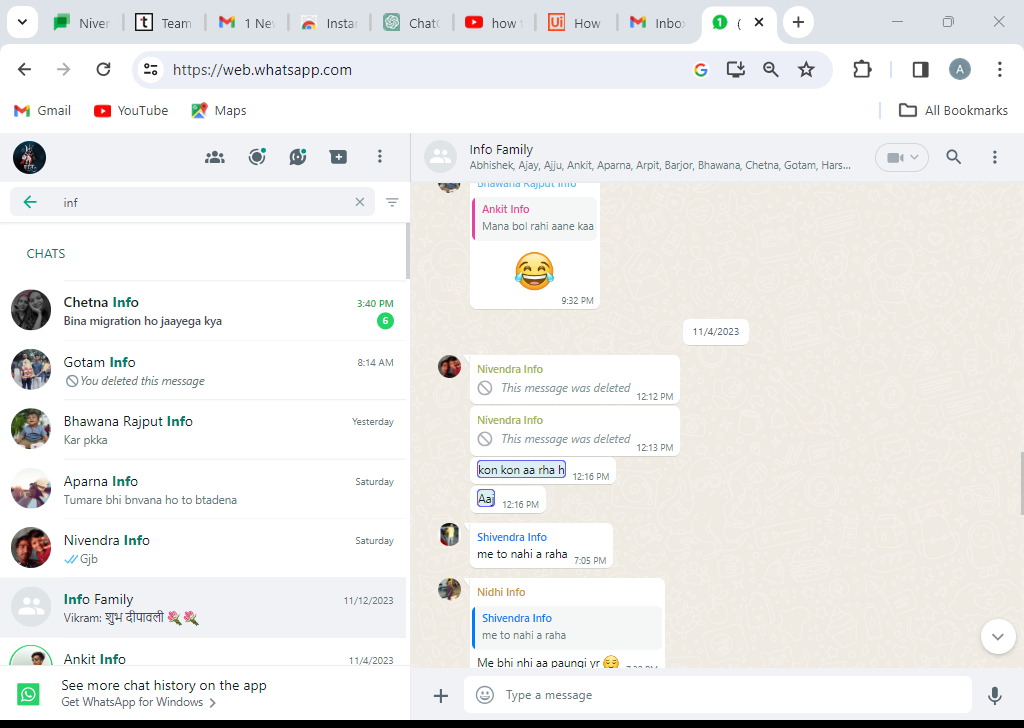 Niver
Team
1 Nev
Instar
ChatG
how t
How
Inbo
(
https://web.whatsapp.com
A
Gmail
YouTube
Maps
All Bookmarks
inf
CHATS
Chetna Info
3:40 PM
Bina migration ho jaayega kya
6
Gotam Info
8:14 AM
You deleted this message
Bhawana Rajput Info
Yesterday
Kar pkka
Aparna Info
Saturday
Tumare bhi bnvana ho to btadena
Nivendra Info
Saturday
Gjb
Info Family
11/12/2023
Vikram: शुभ दीपावली 💐💐
Ankit Info
11/4/2023
See more chat history on the app
Get WhatsApp for Windows
Info Family
Abhishek, Ajay, Ajju, Ankit, Aparna, Arpit, Barjor, Bhawana, Chetna, Gotam, Hars...
Bhawana Rajput Info
Ankit Info
Mana bol rahi aane kaa
😂
9:32 PM
11/4/2023
Nivendra Info
This message was deleted
12:12 PM
Nivendra Info
This message was deleted
12:13 PM
kon kon aa rha h
12:16 PM
Aaj
12:16 PM
Shivendra Info
me to nahi a raha
7:05 PM
Nidhi Info
Shivendra Info
me to nahi a raha
Me bhi nhi aa paungi yr
Type a message